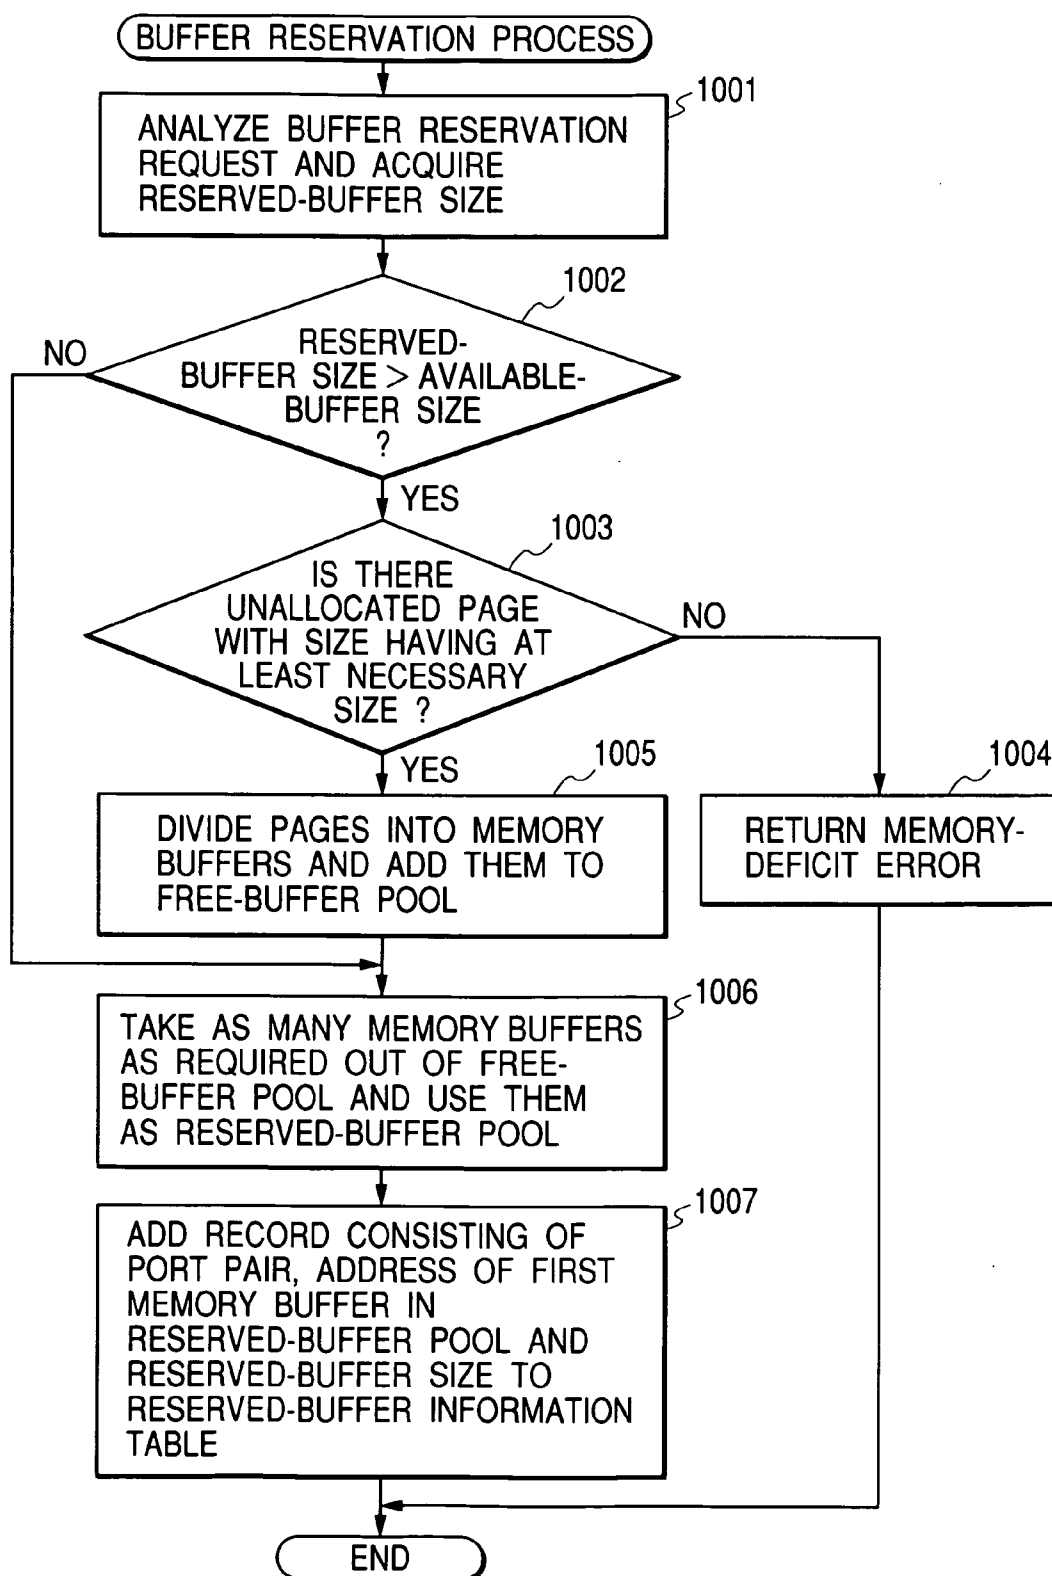 BUFFER RESERVATION PROCESS
1001
ANALYZE BUFFER RESERVATION
REQUEST AND ACQUIRE
RESERVED-BUFFER SIZE
1002
NO
RESERVED-
BUFFER SIZE > AVAILABLE-
BUFFER SIZE
?
YES
1003
IS THERE
UNALLOCATED PAGE
WITH SIZE HAVING AT
LEAST NECESSARY
SIZE ?
NO
YES
1005
DIVIDE PAGES INTO MEMORY
BUFFERS AND ADD THEM TO
FREE-BUFFER POOL
1004
RETURN MEMORY-
DEFICIT ERROR
1006
TAKE AS MANY MEMORY BUFFERS
AS REQUIRED OUT OF FREE-
BUFFER POOL AND USE THEM
AS RESERVED-BUFFER POOL
1007
ADD RECORD CONSISTING OF
PORT PAIR, ADDRESS OF FIRST
MEMORY BUFFER IN
RESERVED-BUFFER POOL AND
RESERVED-BUFFER SIZE TO
RESERVED-BUFFER INFORMATION
TABLE
END